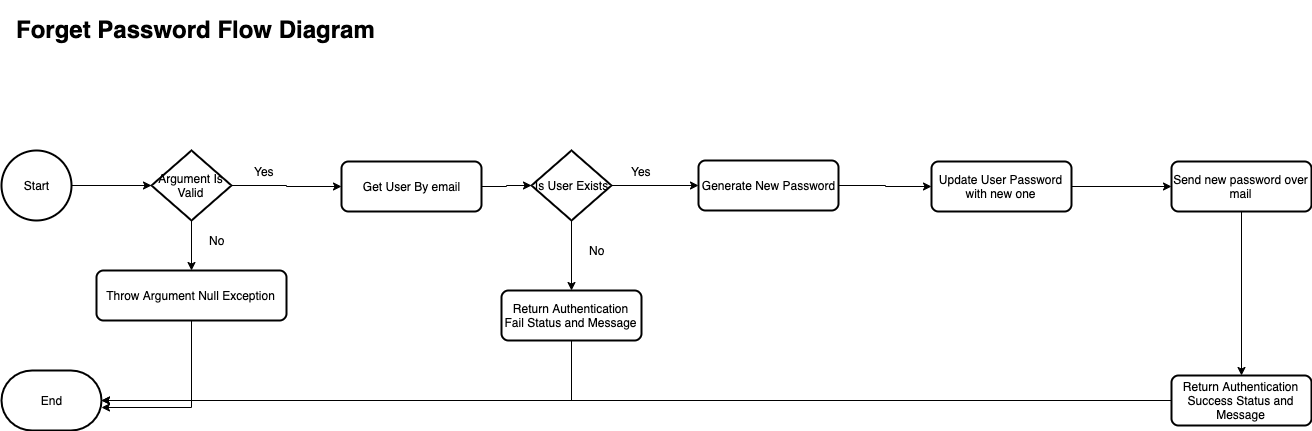 Forget Password Flow Diagram
Start
Argument Is
Valid
Yes
Get User By email
Is User Exists
Yes
Generate New Password
Update User Password
with new one
Send new password over
mail
No
No
Throw Argument Null Exception
Return Authentication
Fail Status and Message
End
Return Authentication
Success Status and
Message